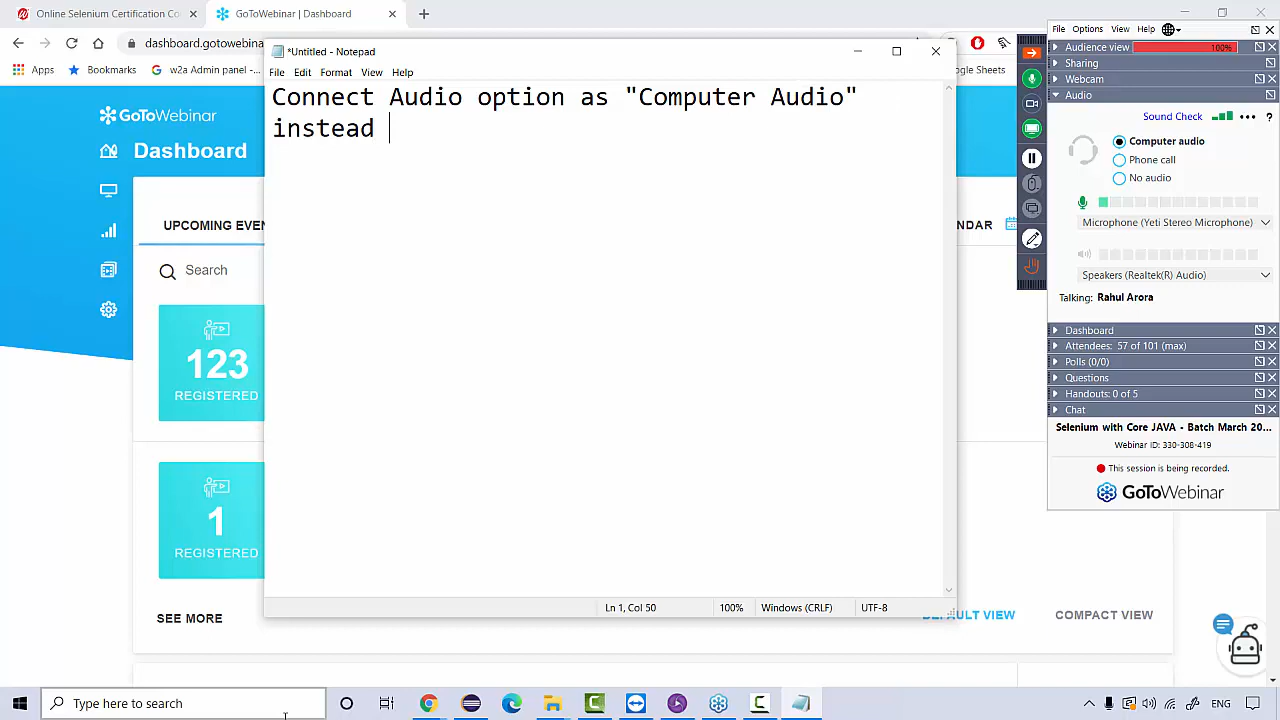 Online Selenium Certification Co
GoToWebinar | Dashboard
dashboard.gotowebina
Apps
Bookmarks
w2a Admin panel -...
ogle Sheets
GoToWebinar
Dashboard
UPCOMING EVEN
NDAR
Search
123
REGISTERED
1
REGISTERED
SEE MORE
DEFAULT VIEW
COMPACT VIEW
*Untitled - Notepad
File Edit Format View Help
Connect Audio option as "Computer Audio"
instead
Ln 1, Col 50
100%
Windows (CRLF)
UTF-8
File Options View Help
Audience view
100%
Sharing
Webcam
Audio
Sound Check
?
Computer audio
Phone call
No audio
Microphone (Yeti Stereo Microphone)
Speakers (Realtek(R) Audio)
Talking: Rahul Arora
Dashboard
Attendees: 57 of 101 (max)
Polls (0/0)
Questions
Handouts: 0 of 5
Chat
Selenium with Core JAVA - Batch March 20...
Webinar ID: 330-308-419
This session is being recorded.
GoToWebinar
Type here to search
ENG